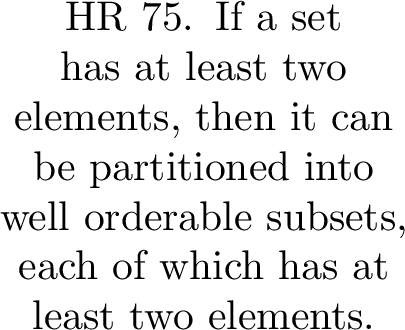 HR 75. If a set
has at least two
elements, then it can
be partitioned into
well orderable subsets,
each of which has at
least two elements.